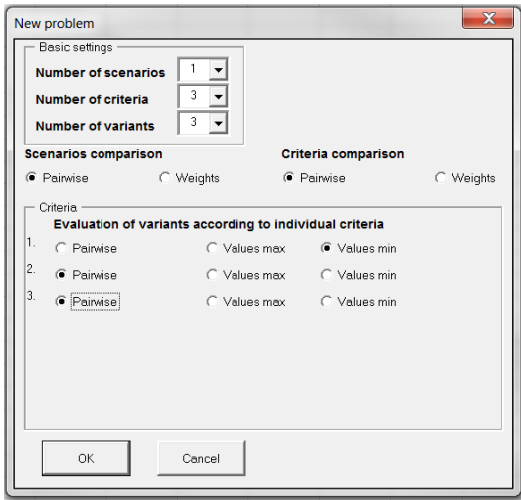 New problem
Basic settings
Number of scenarios 1
Number of criteria 3
Number of variants 3
Scenarios comparison Criteria comparison
Pairwise Weights Pairwise Weights
Criteria
Evaluation of variants according to individual criteria
1. Pairwise Values max Values min
2. Pairwise Values max Values min
3. Pairwise Values max Values min
OK Cancel